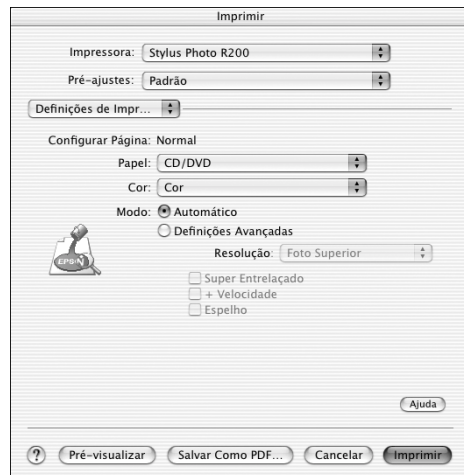 Imprimir
Impressora: Stylus Photo R200
Pré-ajustes: Padrão
Definições de Impr...
Configurar Página: Normal
Papel: CD/DVD
Cor: Cor
Modo: Automático
Definições Avançadas
Resolução: Foto Superior
EPSON
Super Entrelaçado
+ Velocidade
Espelho
Ajuda
? Pré-visualizar Salvar Como PDF... Cancelar Imprimir